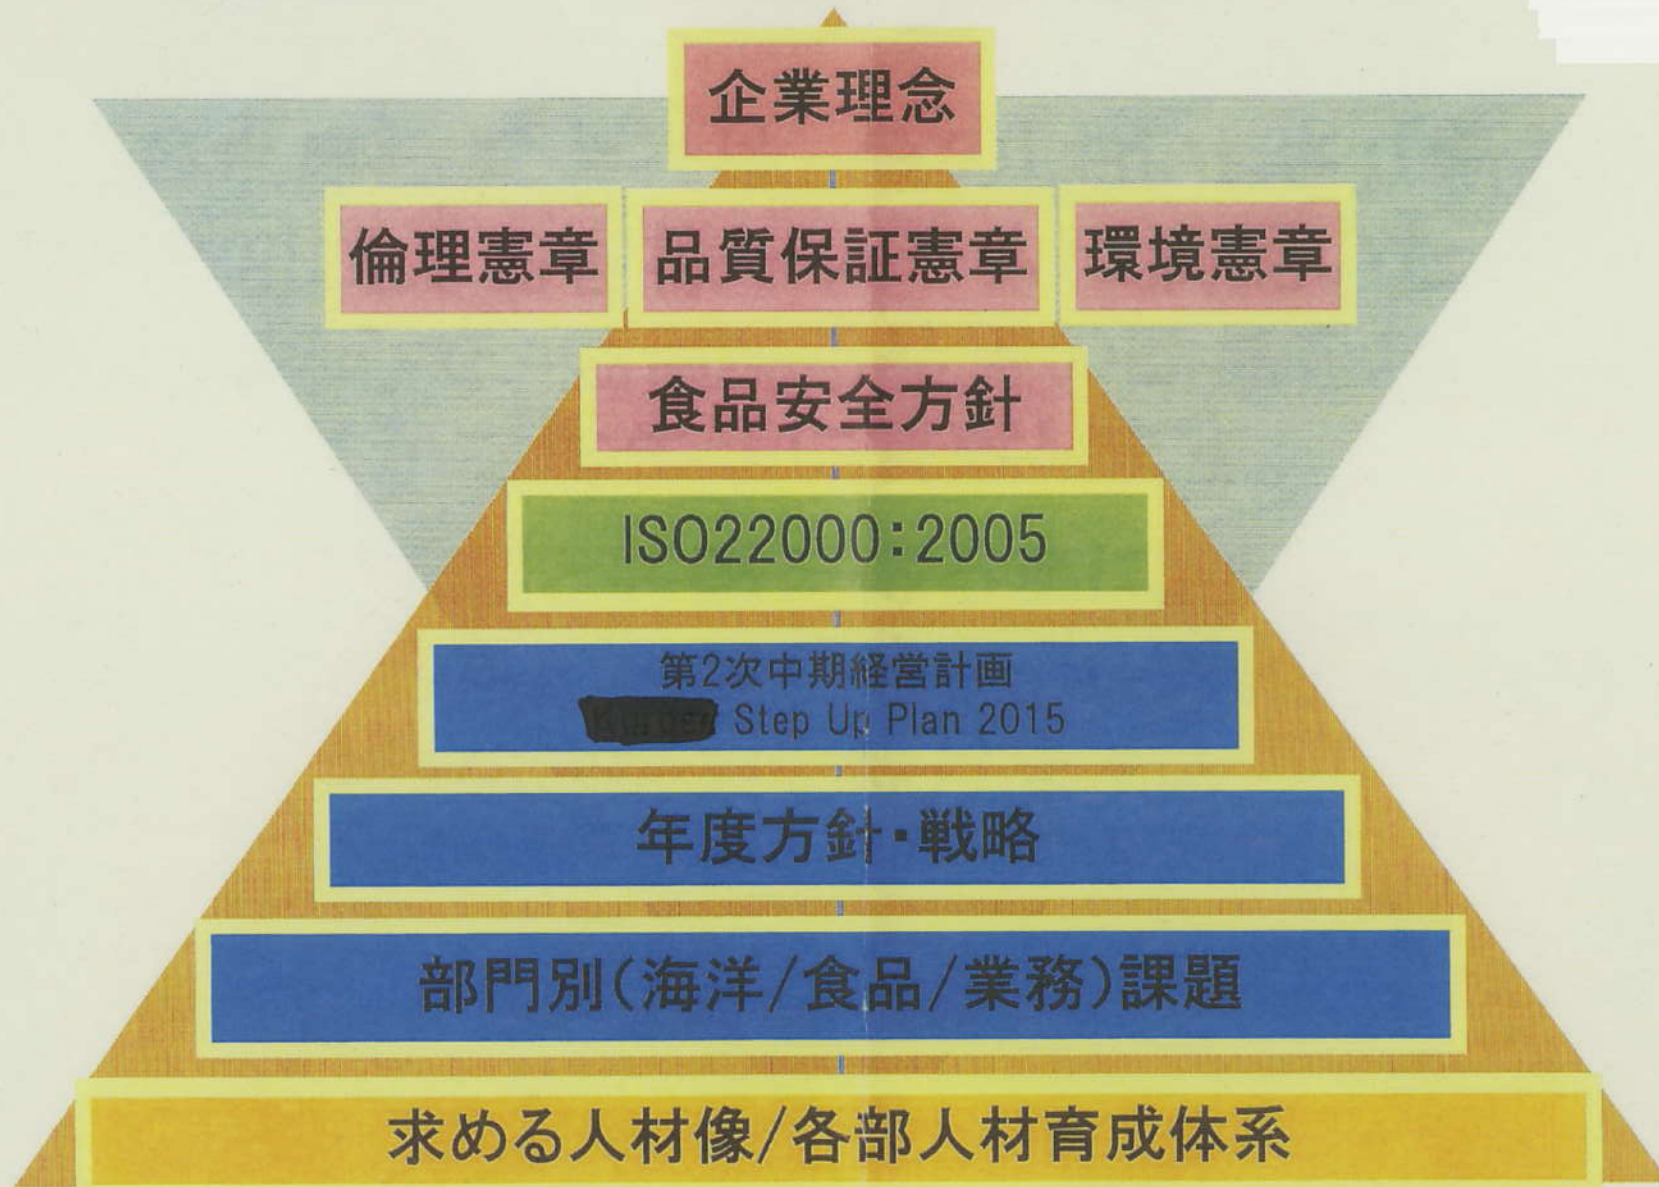 企業理念
倫理憲章 品質保証憲章 環境憲章
食品安全方針
ISO22000:2005
第2次中期経営計画
Step Up Plan 2015
年度方針・戦略
部門別(海洋/食品/業務)課題
求める人材像/各部人材育成体系